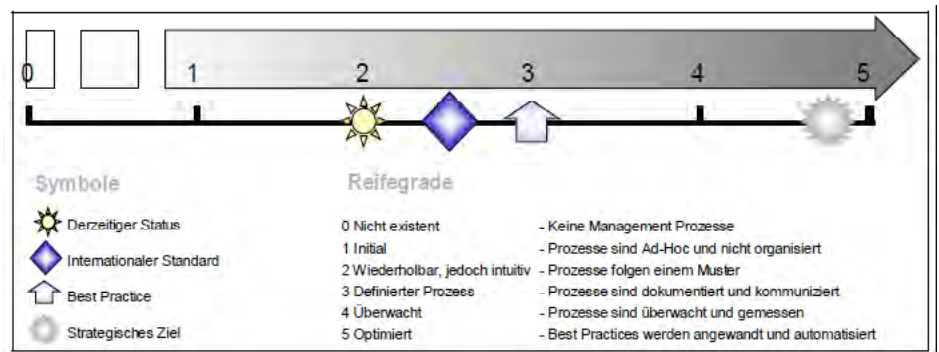 0 1 2 3 4 5
Symbole
Derzeitiger Status
Internationaler Standard
Best Practice
Strategisches Ziel
Reifegrade
0 Nicht existent - Keine Management Prozesse
1 Initial - Prozesse sind Ad-Hoc und nicht organisiert
2 Wiederholbar, jedoch intuitiv - Prozesse folgen einem Muster
3 Definierter Prozess - Prozesse sind dokumentiert und kommuniziert
4 Überwacht - Prozesse sind überwacht und gemessen
5 Optimiert - Best Practices werden angewandt und automatisiert